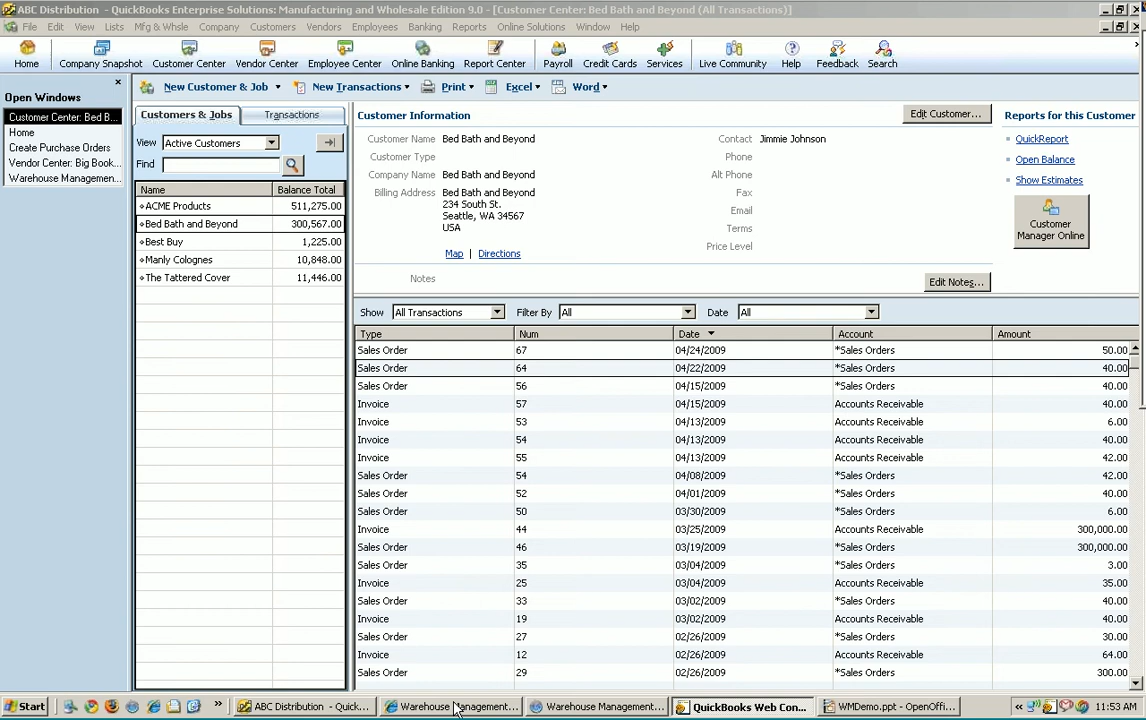 ABC Distribution - QuickBooks Enterprise Solutions: Manufacturing and Wholesale Edition 9.0 - [Customer Center: Bed Bath and Beyond (All Transactions)]
File Edit View Lists Mfg & Whsle Company Customers Vendors Employees Banking Reports Online Solutions Window Help
Home Company Snapshot Customer Center Vendor Center Employee Center Online Banking Report Center Payroll Credit Cards Services Live Community Help Feedback Search
Open Windows
Customer Center: Bed B...
Home
Create Purchase Orders
Vendor Center: Big Book...
Warehouse Managemen...
New Customer & Job New Transactions Print Excel Word
Customers & Jobs Transactions
View Active Customers
Find
Name Balance Total
ACME Products 511,275.00
Bed Bath and Beyond 300,567.00
Best Buy 1,225.00
Manly Colognes 10,848.00
The Tattered Cover 11,446.00
Customer Information
Edit Customer...
Customer Name Bed Bath and Beyond
Customer Type
Company Name Bed Bath and Beyond
Billing Address Bed Bath and Beyond
234 South St.
Seattle, WA 34567
USA
Map | Directions
Contact Jimmie Johnson
Phone
Alt Phone
Fax
Email
Terms
Price Level
Notes
Edit Notes...
Reports for this Customer
QuickReport
Open Balance
Show Estimates
Customer
Manager Online
Show All Transactions Filter By All Date All
Type Num Date Account Amount
Sales Order 67 04/24/2009 *Sales Orders 50.00
Sales Order 64 04/22/2009 *Sales Orders 40.00
Sales Order 56 04/15/2009 *Sales Orders 40.00
Invoice 57 04/15/2009 Accounts Receivable 40.00
Invoice 53 04/13/2009 Accounts Receivable 6.00
Invoice 54 04/13/2009 Accounts Receivable 40.00
Invoice 55 04/13/2009 Accounts Receivable 42.00
Sales Order 54 04/08/2009 *Sales Orders 42.00
Sales Order 52 04/01/2009 *Sales Orders 40.00
Sales Order 50 03/30/2009 *Sales Orders 6.00
Invoice 44 03/25/2009 Accounts Receivable 300,000.00
Sales Order 46 03/19/2009 *Sales Orders 300,000.00
Sales Order 35 03/04/2009 *Sales Orders 3.00
Invoice 25 03/04/2009 Accounts Receivable 35.00
Sales Order 33 03/02/2009 *Sales Orders 40.00
Invoice 19 03/02/2009 Accounts Receivable 40.00
Sales Order 27 02/26/2009 *Sales Orders 30.00
Invoice 12 02/26/2009 Accounts Receivable 64.00
Sales Order 29 02/26/2009 *Sales Orders 300.00
Start » ABC Distribution - Quick... Warehouse Management... Warehouse Management... QuickBooks Web Con... WMDemo.ppt - OpenOffi... « 11:53 AM